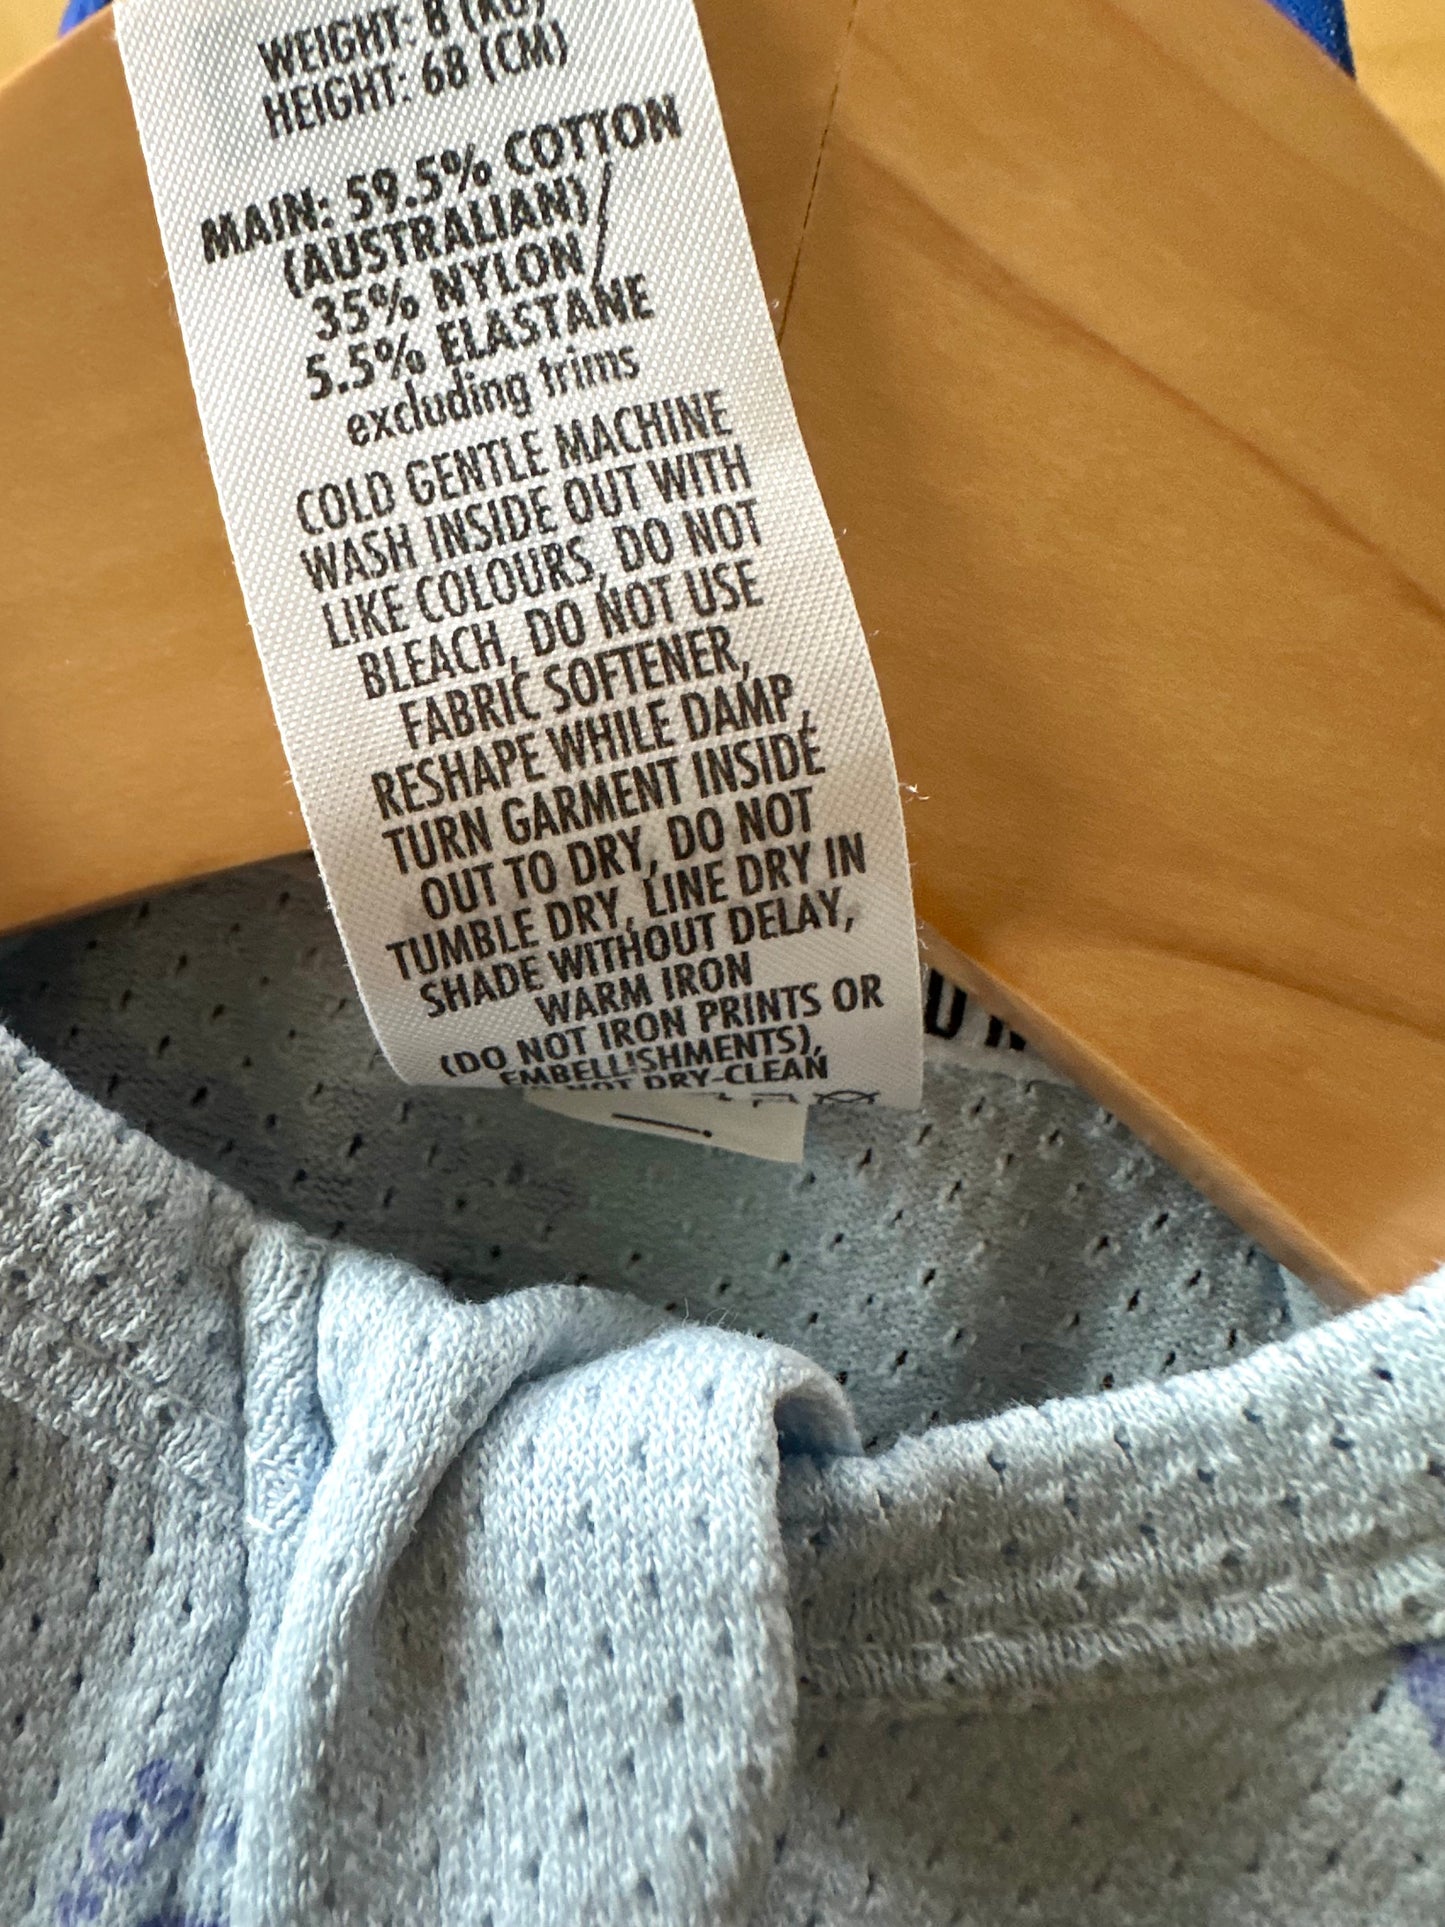 WEIGHT: 8 (KG)
HEIGHT: 68 (CM)
MAIN: 59.5% COTTON
(AUSTRALIAN)/
35% NYLON/
5.5% ELASTANE
excluding trims
COLD GENTLE MACHINE
WASH INSIDE OUT WITH
LIKE COLOURS, DO NOT
BLEACH, DO NOT USE
FABRIC SOFTENER,
RESHAPE WHILE DAMP,
TURN GARMENT INSIDE
OUT TO DRY, DO NOT
TUMBLE DRY, LINE DRY IN
SHADE WITHOUT DELAY,
WARM IRON
(DO NOT IRON PRINTS OR
EMBELLISHMENTS),
NOT DRY-CLEAN